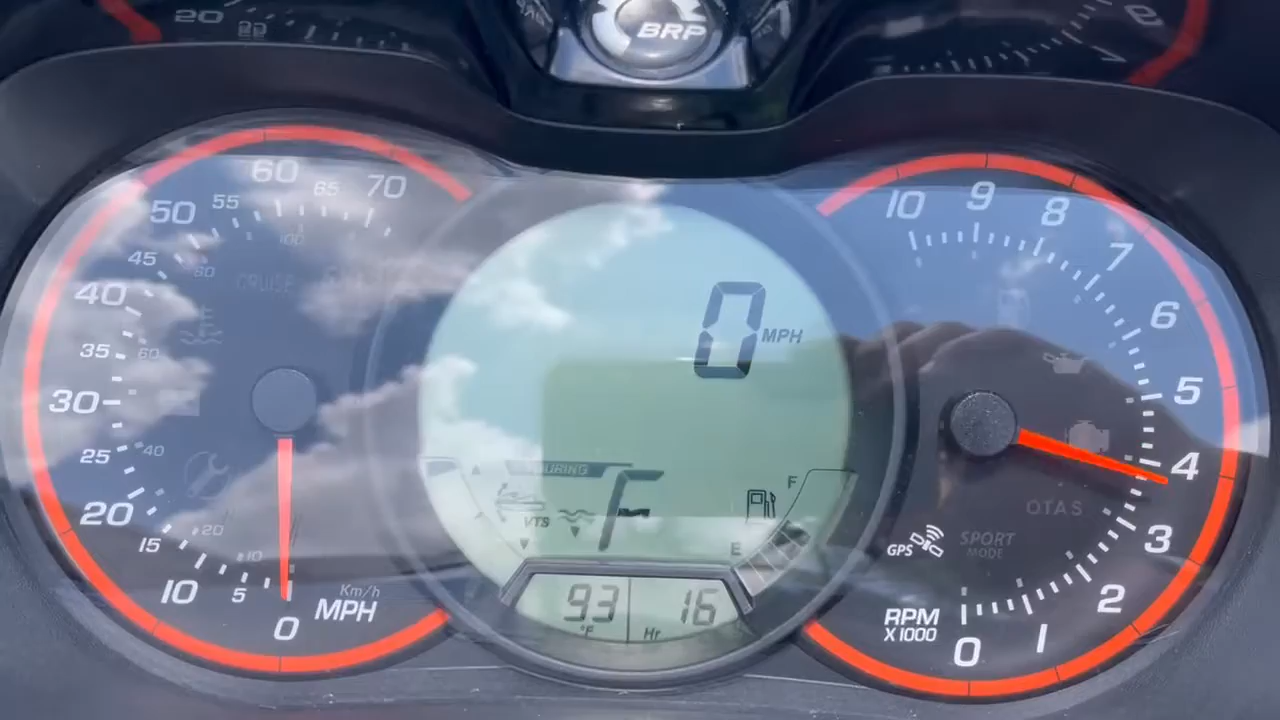 20
BRP
60
65
70
50
55
100
45
80
CRUISE
40
35
60
30
25
40
20
15
20
10
10
5
Km/h
MPH
0
0
MPH
TOURING
VTS
F
F
E
93
°F
Hr
16
10
9
8
7
6
5
4
OTAS
3
GPS
SPORT
MODE
2
RPM
X1000
1
0